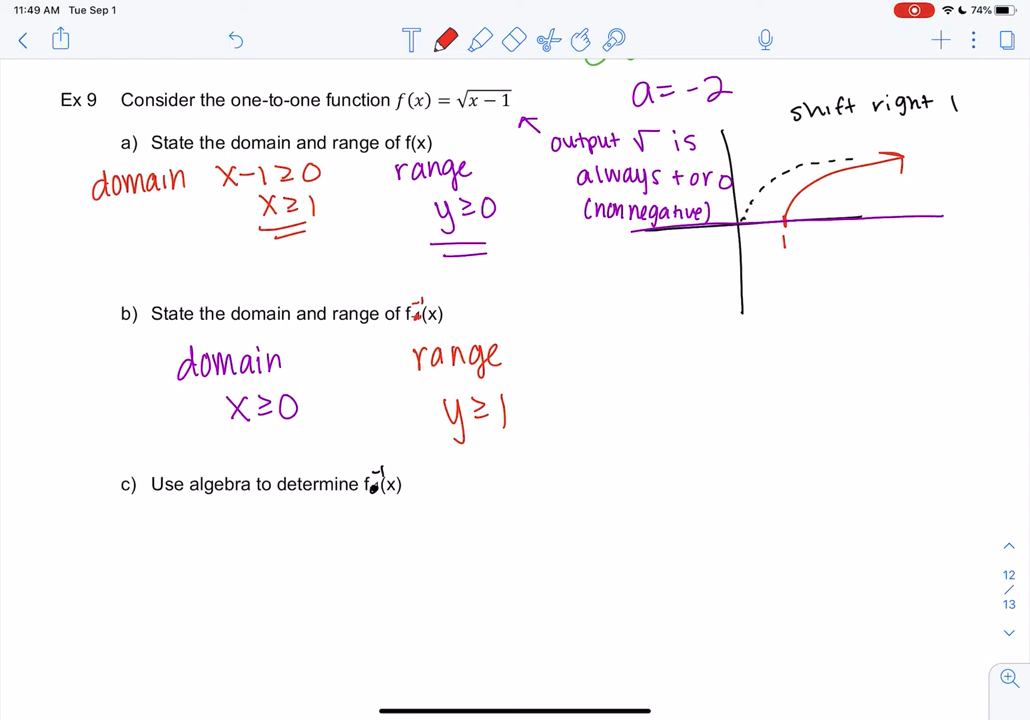 11:49 AM Tue Sep 1
74%
T
a = -2
Ex 9 Consider the one-to-one function f(x) = √x − 1
shift right 1
a) State the domain and range of f(x)
output √ is
always + or 0
(nonnegative)
domain x-1 ≥ 0
x ≥ 1
range
y ≥ 0
1
b) State the domain and range of f⁻¹(x)
domain
x ≥ 0
range
y ≥ 1
c) Use algebra to determine f⁻¹(x)
12
/
13